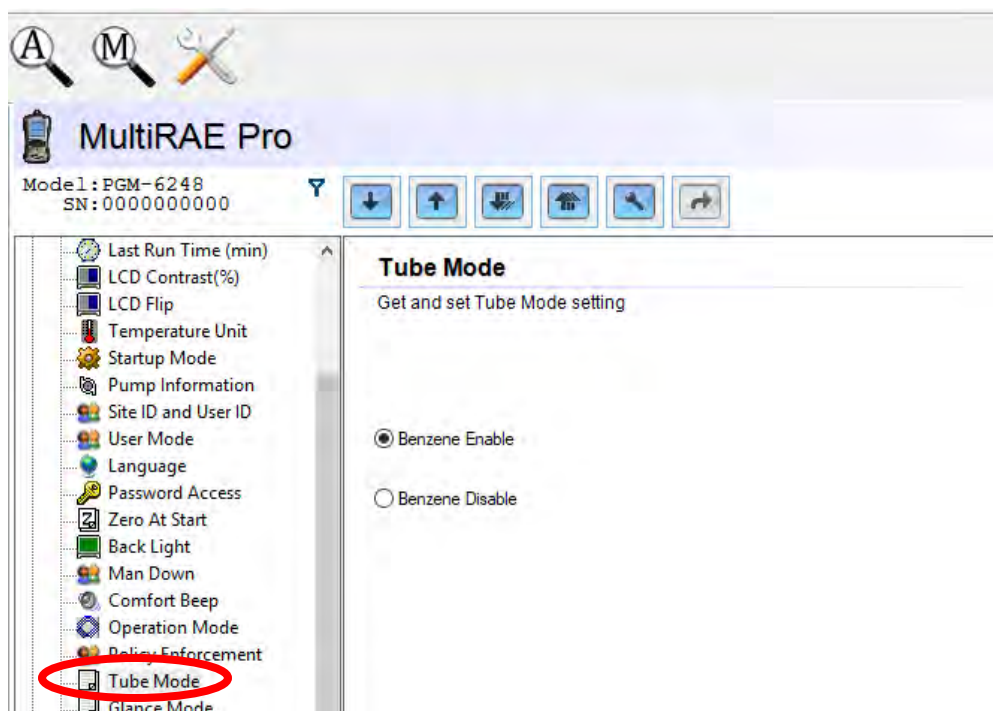 A M
MultiRAE Pro
Model:PGM-6248
SN:0000000000
Last Run Time (min)
LCD Contrast(%)
LCD Flip
Temperature Unit
Startup Mode
Pump Information
Site ID and User ID
User Mode
Language
Password Access
Zero At Start
Back Light
Man Down
Comfort Beep
Operation Mode
Policy Enforcement
Tube Mode
Glance Mode
Tube Mode
Get and set Tube Mode setting
Benzene Enable
Benzene Disable